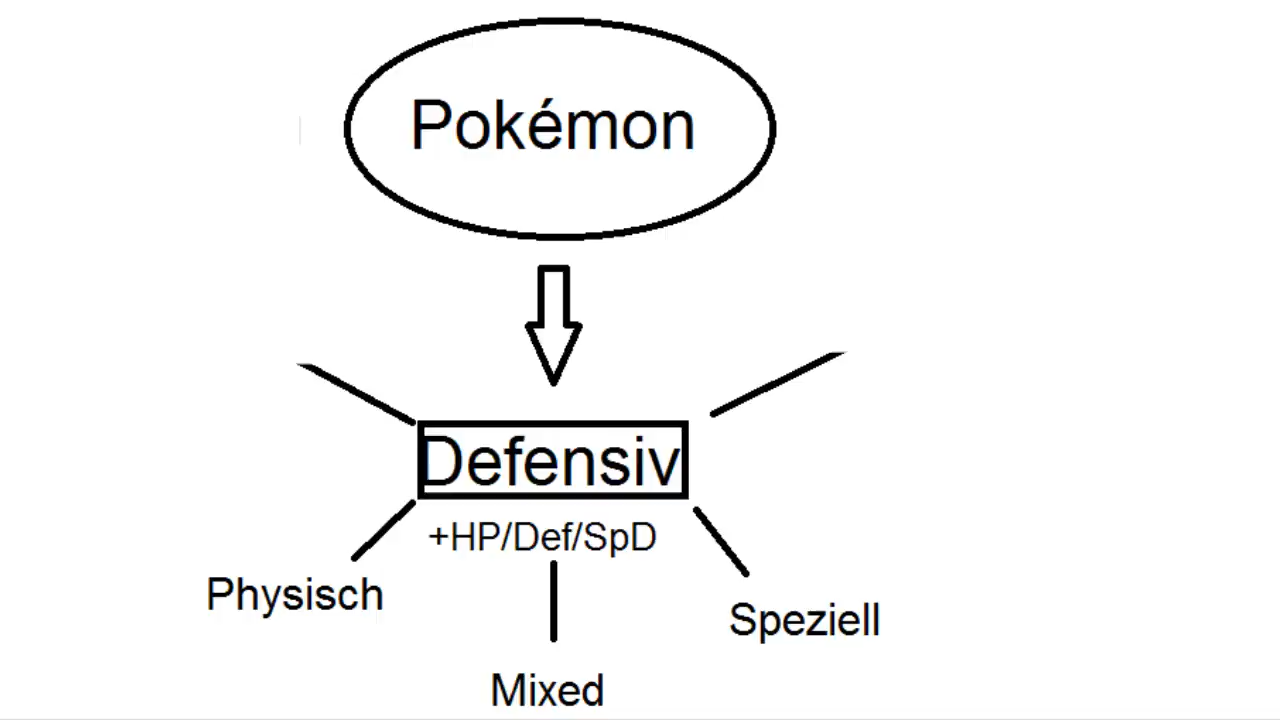 Pokémon
Defensiv
+HP/Def/SpD
Physisch
Speziell
Mixed